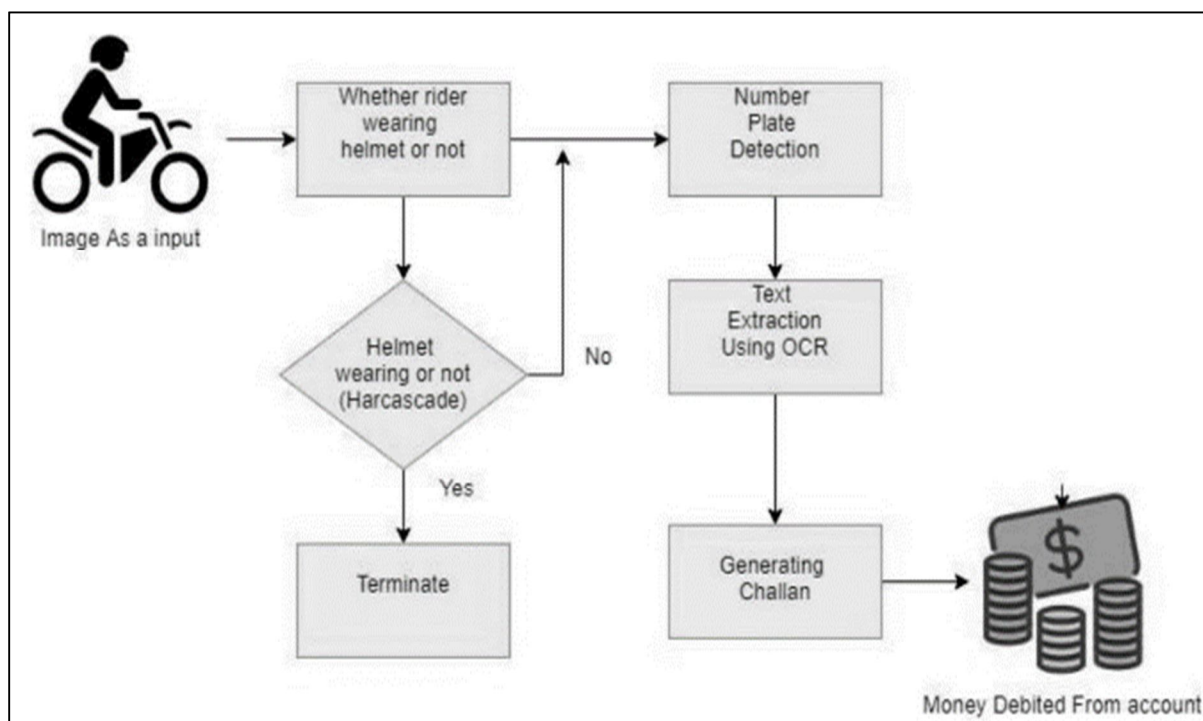 Whether rider
wearing
helmet or not
Number
Plate
Detection
Image As a input
Text
Extraction
Using OCR
Helmet
wearing or not
(Harcascade)
No
Yes
Terminate
Generating
Challan
$
Money Debited From account